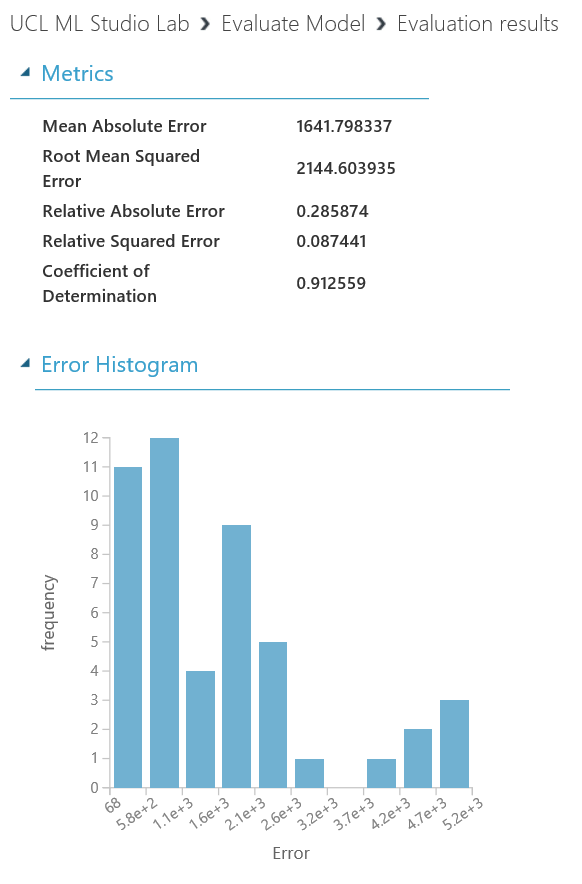 UCL ML Studio Lab ❯ Evaluate Model ❯ Evaluation results
Metrics
Mean Absolute Error 1641.798337
Root Mean Squared
Error 2144.603935
Relative Absolute Error 0.285874
Relative Squared Error 0.087441
Coefficient of
Determination 0.912559
Error Histogram
12
11
10
9
8
7
6
5
4
3
2
1
0
frequency
68 5.8e+2 1.1e+3 1.6e+3 2.1e+3 2.6e+3 3.2e+3 3.7e+3 4.2e+3 4.7e+3 5.2e+3
Error